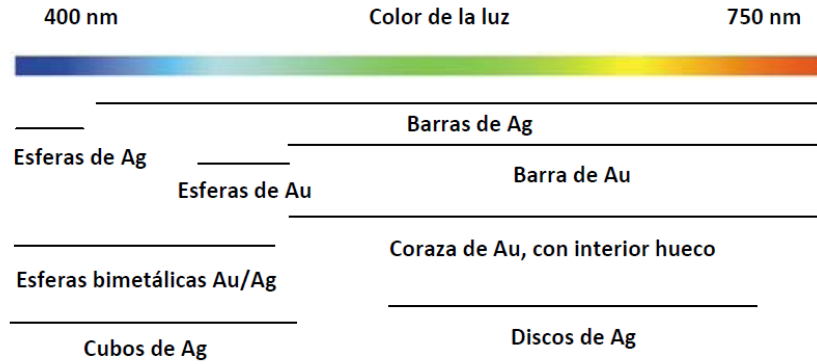 400 nm Color de la luz 750 nm
Barras de Ag
Esferas de Ag
Esferas de Au
Barra de Au
Coraza de Au, con interior hueco
Esferas bimetálicas Au/Ag
Discos de Ag
Cubos de Ag